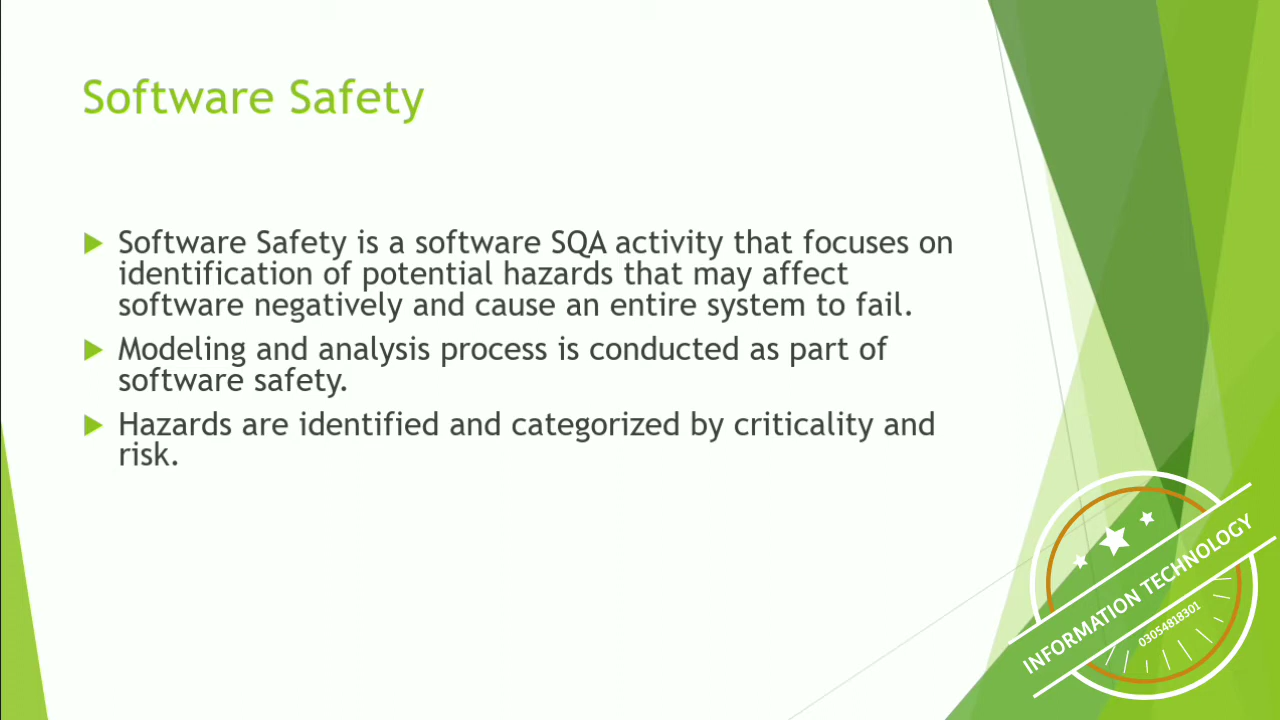 Software Safety
Software Safety is a software SQA activity that focuses on
identification of potential hazards that may affect
software negatively and cause an entire system to fail.
Modeling and analysis process is conducted as part of
software safety.
Hazards are identified and categorized by criticality and
risk.
INFORMATION TECHNOLOGY
03054818301